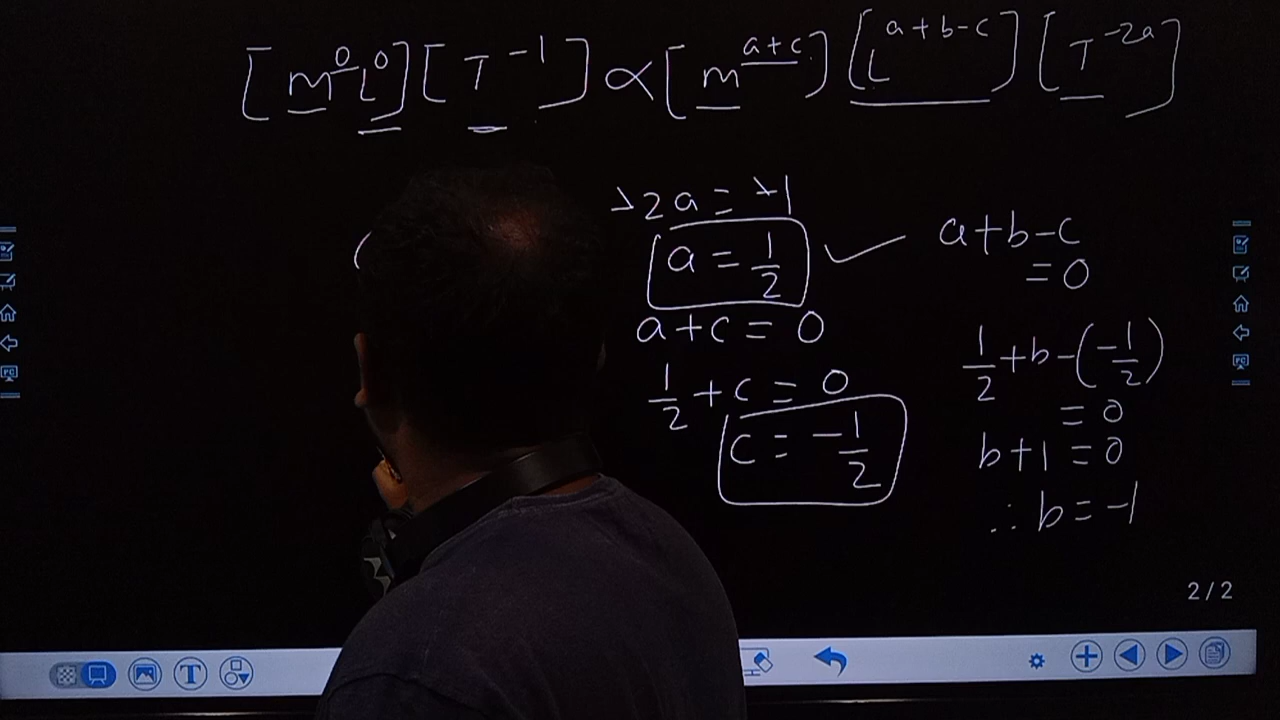 [M⁰L⁰][T⁻¹] ∝ [M^(a+c)][L^(a+b-c)][T^(-2a)]
-2a = -1
a = 1/2 ✓
a+c = 0
1/2 + c = 0
c = -1/2
a+b-c
= 0
1/2 + b - (-1/2)
= 0
b+1 = 0
∴ b = -1
2/2
T